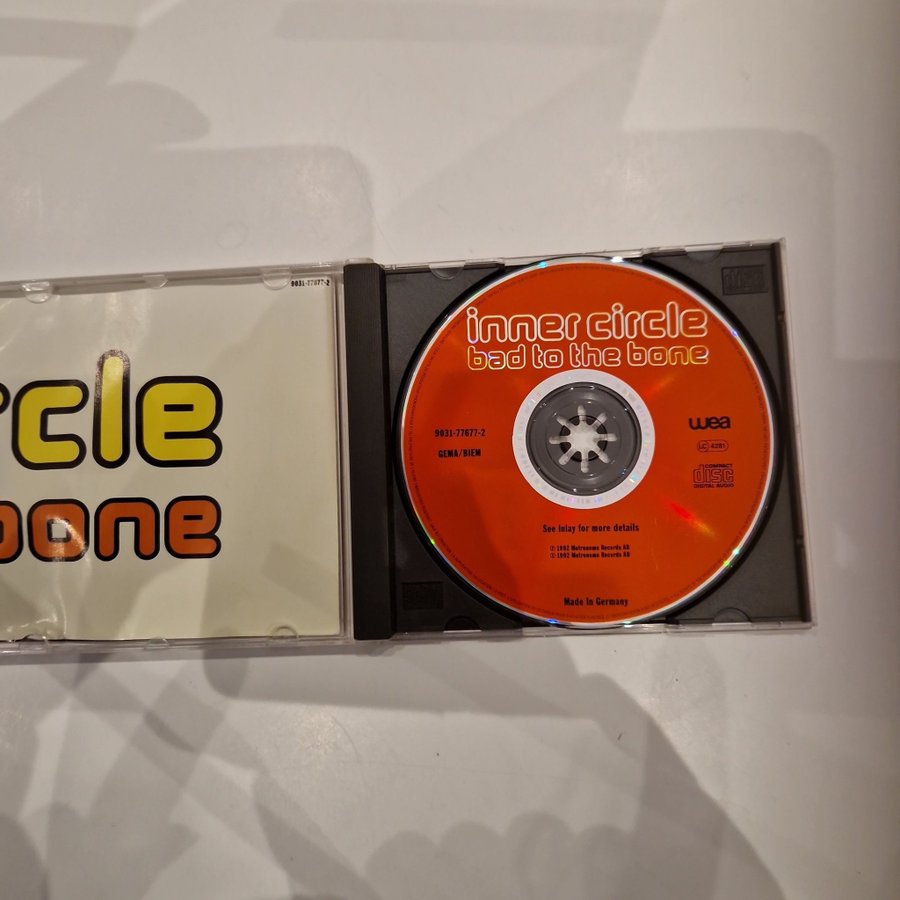 9031-77677-2
rcle
bone
inner circle
bad to the bone
9031-77677-2
GEMA/BIEM
wea
LC 4281
COMPACT
disc
DIGITAL AUDIO
See inlay for more details
℗ 1992 Metronome Records AB
© 1992 Metronome Records AB
Made in Germany